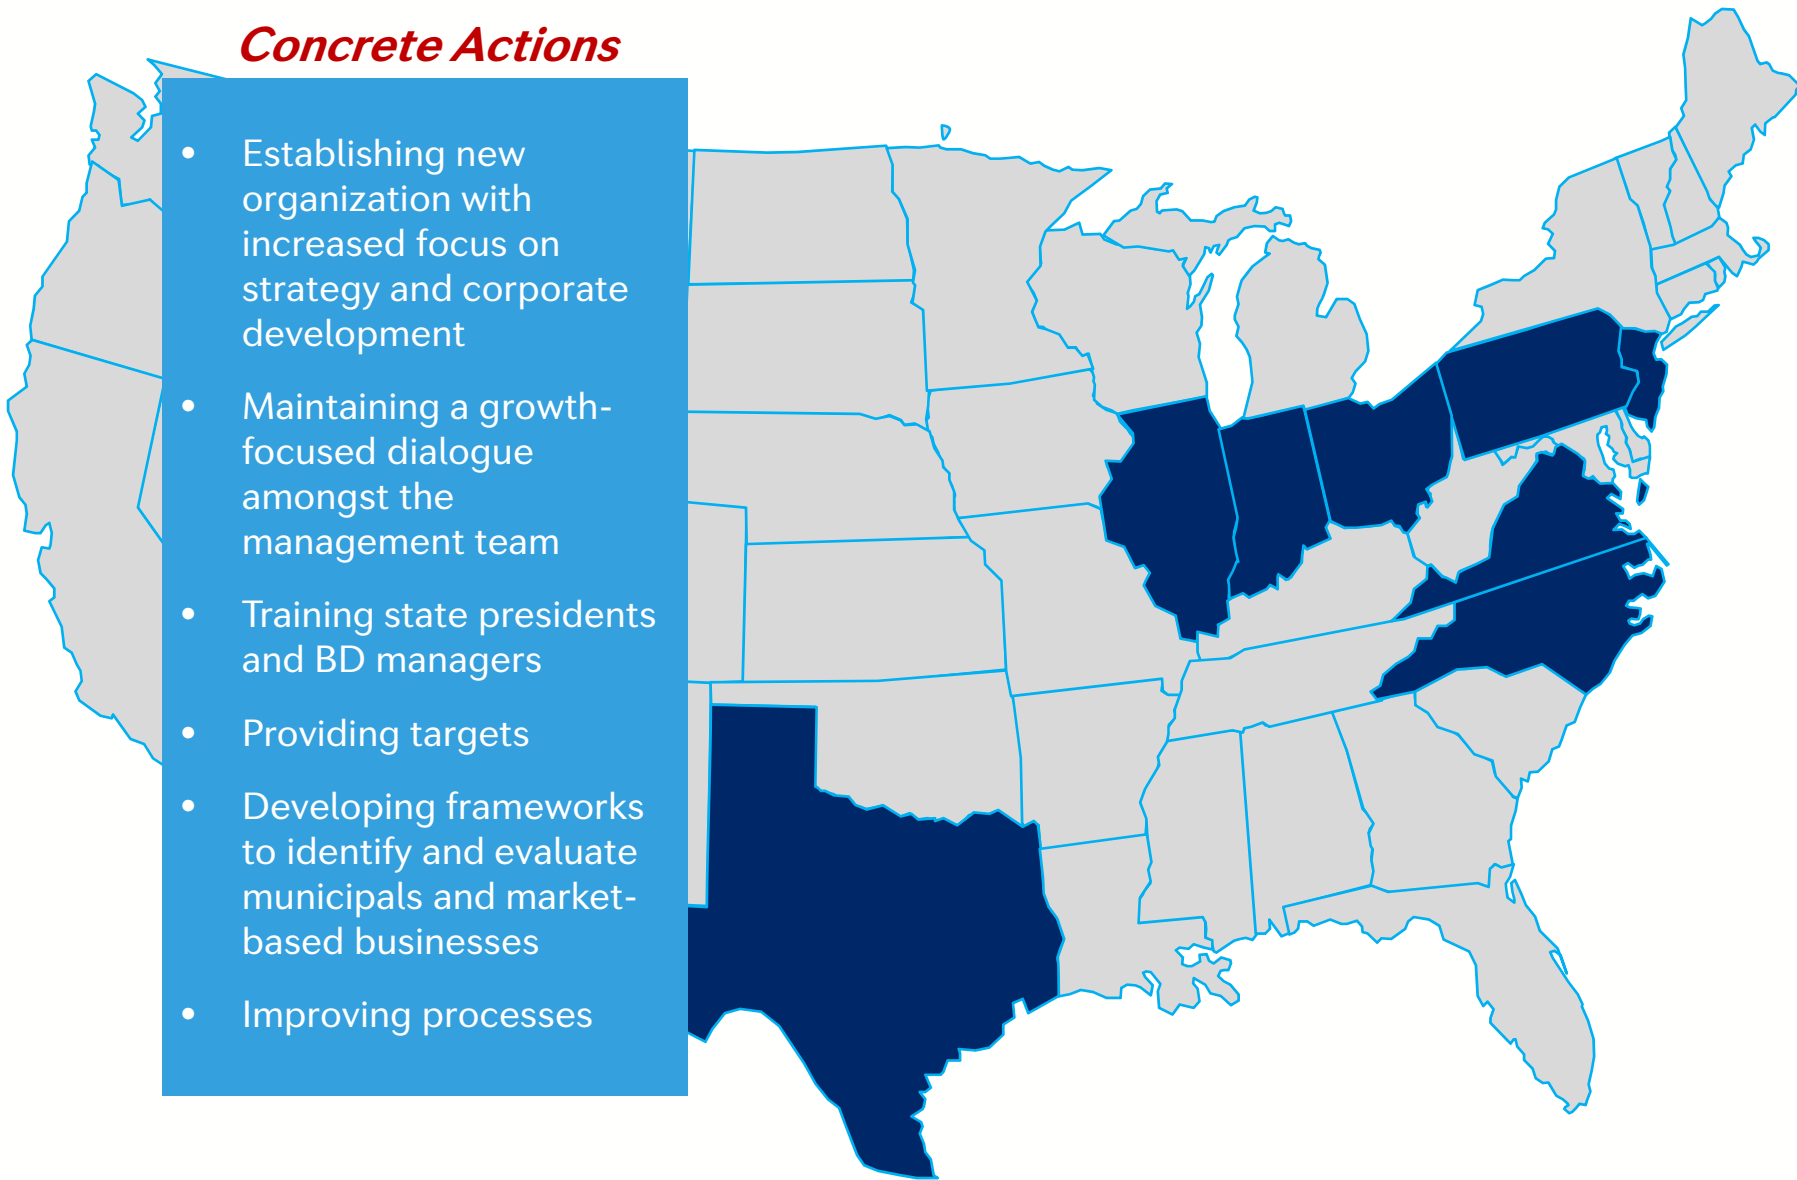 Concrete Actions
• Establishing new
organization with
increased focus on
strategy and corporate
development
• Maintaining a growth-
focused dialogue
amongst the
management team
• Training state presidents
and BD managers
• Providing targets
• Developing frameworks
to identify and evaluate
municipals and market-
based businesses
• Improving processes